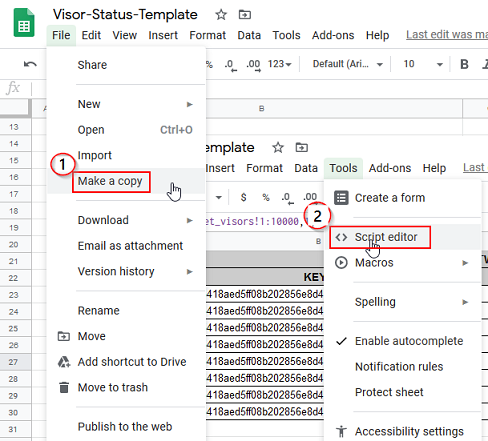 Visor-Status-Template
File Edit View Insert Format Data Tools Add-ons Help Last edit was ma
.0 .00 123 Default (Ari... 10 B
fx
Share
New
Open Ctrl+O
Import
1
Make a copy
Download
Email as attachment
Version history
Rename
Move
Add shortcut to Drive
Move to trash
Publish to the web
A B
13
14
15
16
17
18
19
20
21
22
23
24
25
26
27
28
29
30
31
emplate
Insert Format Data Tools Add-ons Help Last
$ % .0 .00
2
et_visors!1:10000,
B
KEY
418aed5ff08b202856e8d4
418aed5ff08b202856e8d4
418aed5ff08b202856e8d4
418aed5ff08b202856e8d4
418aed5ff08b202856e8d4
418aed5ff08b202856e8d4
418aed5ff08b202856e8d4
418aed5ff08b202856e8d4
Create a form
Script editor
Macros
Spelling
Enable autocomplete
Notification rules
Protect sheet
Accessibility settings